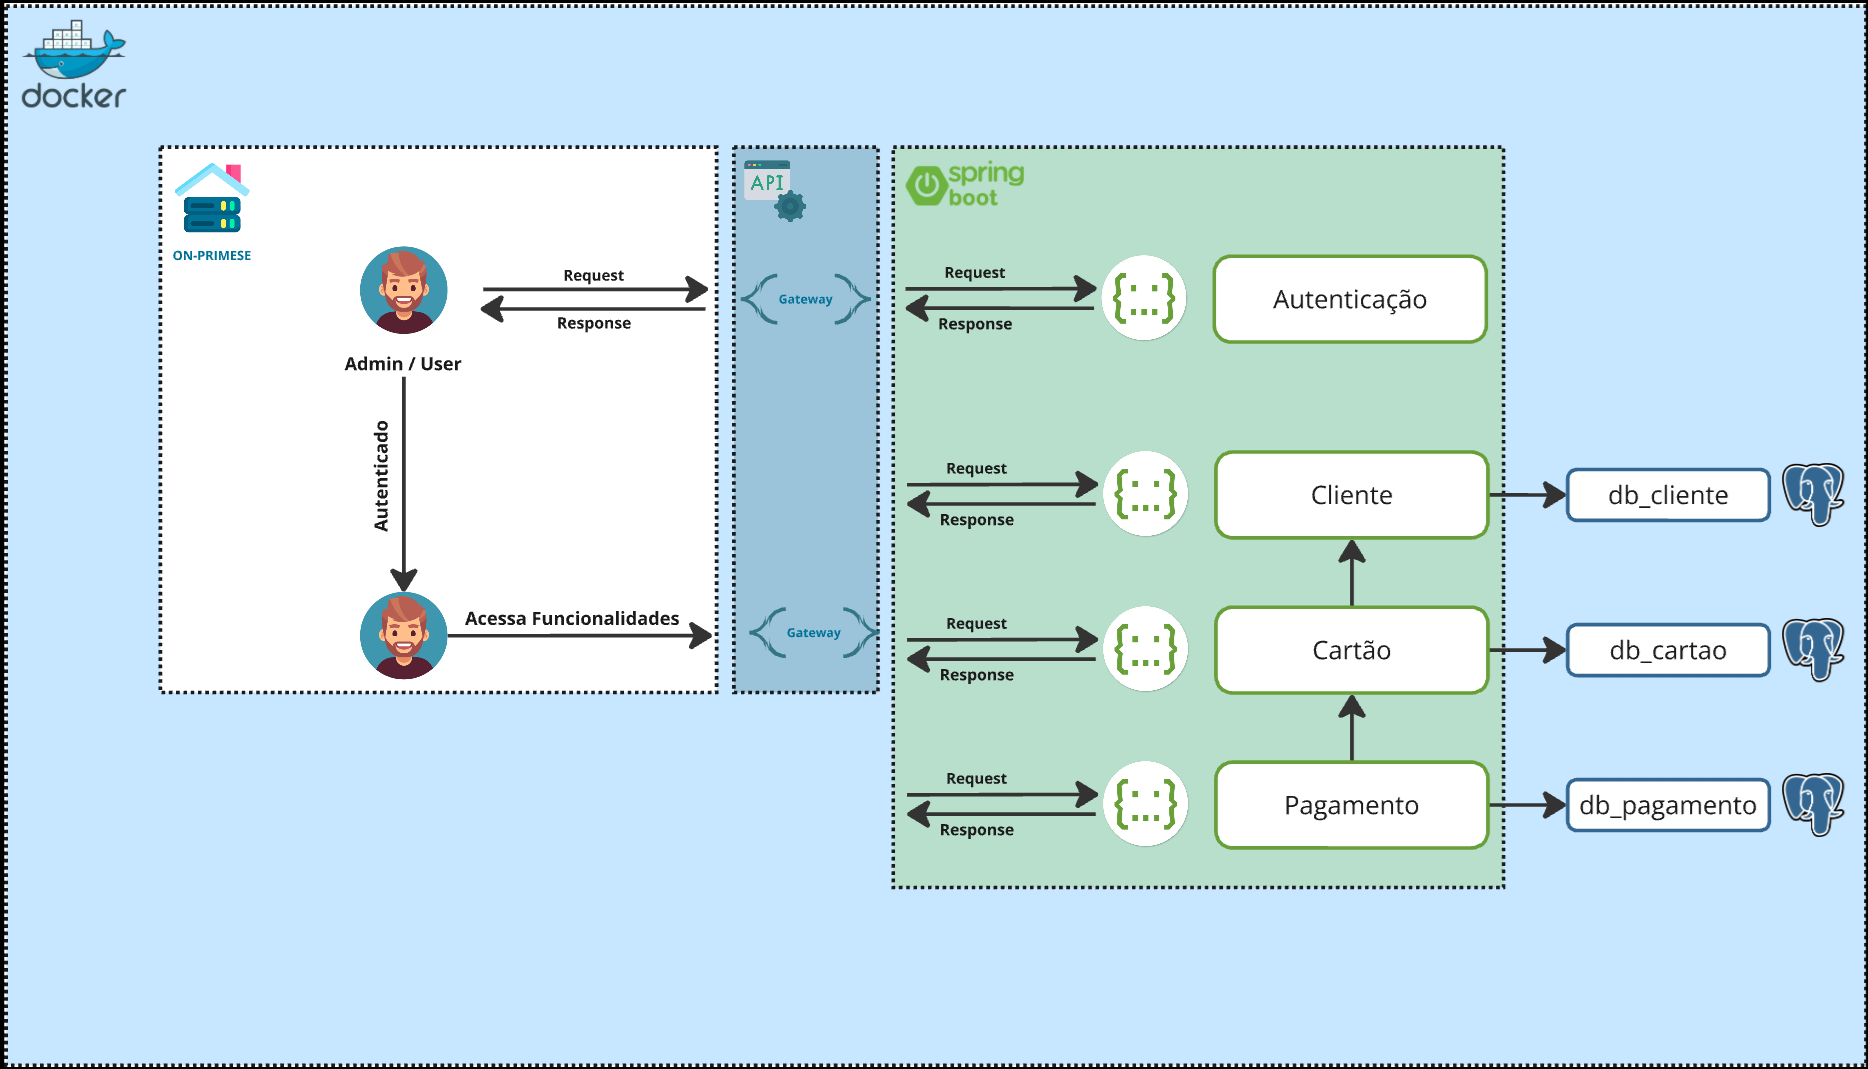 docker
ON-PRIMESE
API
spring
boot
Request
Response
Gateway
Request
Response
Autenticação
Admin / User
Autenticado
Request
Response
Cliente
db_cliente
Acessa Funcionalidades
Gateway
Request
Response
Cartão
db_cartao
Request
Response
Pagamento
db_pagamento